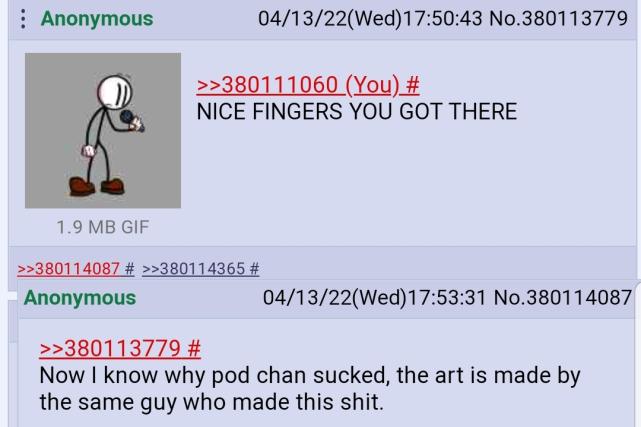 Anonymous 04/13/22(Wed)17:50:43 No.380113779
>>380111060 (You) #
NICE FINGERS YOU GOT THERE
1.9 MB GIF
>>380114087 # >>380114365 #
Anonymous 04/13/22(Wed)17:53:31 No.380114087
>>380113779 #
Now I know why pod chan sucked, the art is made by
the same guy who made this shit.